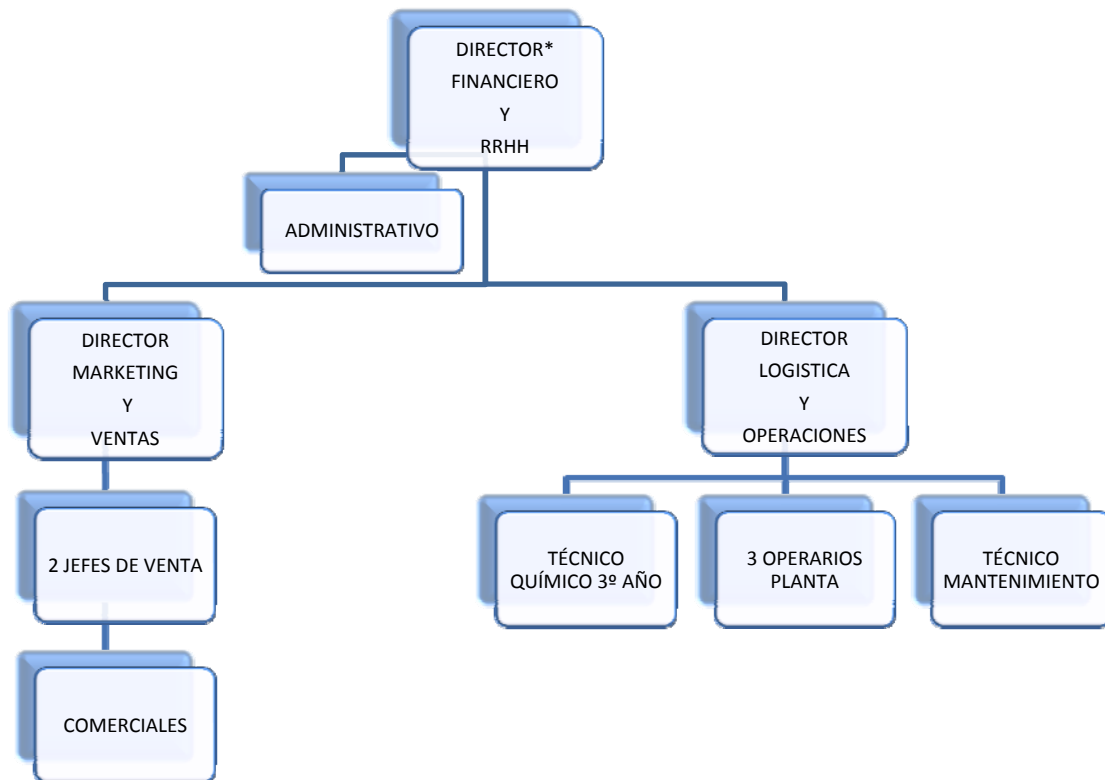 DIRECTOR*
FINANCIERO
Y
RRHH
ADMINISTRATIVO
DIRECTOR
MARKETING
Y
VENTAS
DIRECTOR
LOGISTICA
Y
OPERACIONES
2 JEFES DE VENTA
TÉCNICO
QUÍMICO 3º AÑO
3 OPERARIOS
PLANTA
TÉCNICO
MANTENIMIENTO
COMERCIALES